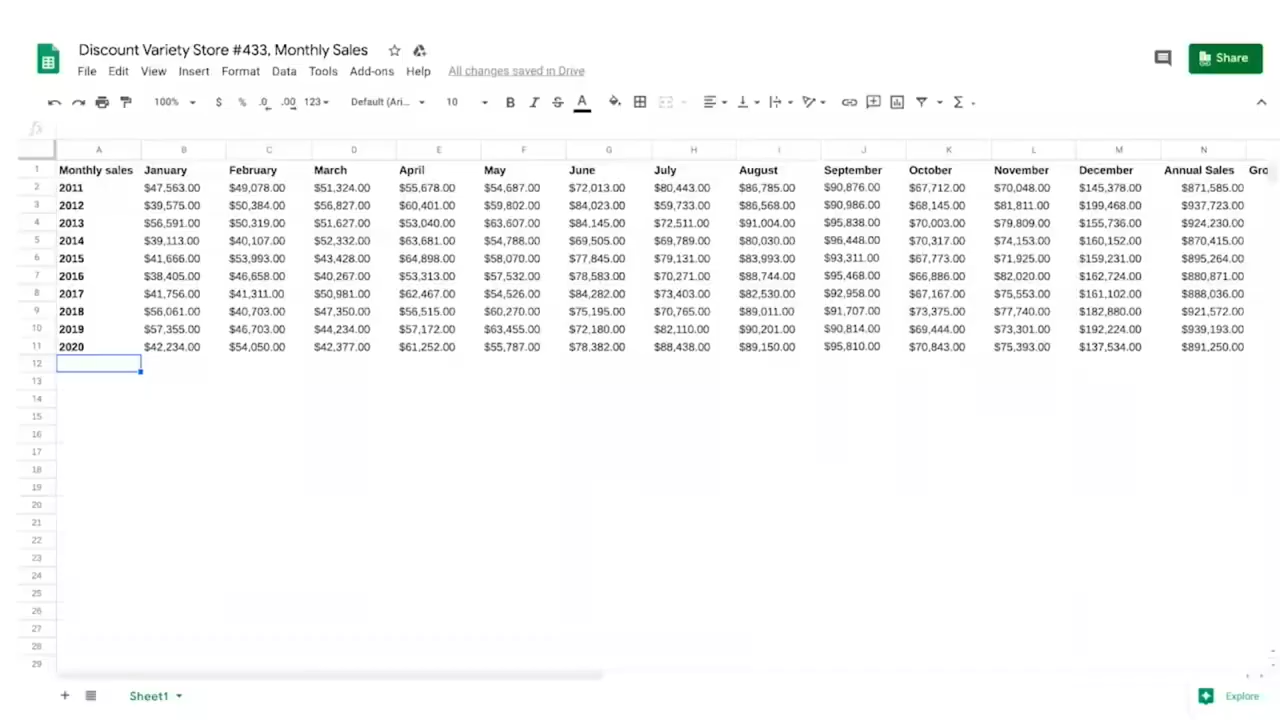 Discount Variety Store #433, Monthly Sales
File Edit View Insert Format Data Tools Add-ons Help All changes saved in Drive
Share
100% $ % .0 .00 123 Default (Ari... 10 B I S A Σ
fx
A B C D E F G H I J K L M N
1 Monthly sales January February March April May June July August September October November December Annual Sales Gro
2 2011 $47,563.00 $49,078.00 $51,324.00 $55,678.00 $54,687.00 $72,013.00 $80,443.00 $86,785.00 $90,876.00 $67,712.00 $70,048.00 $145,378.00 $871,585.00
3 2012 $39,575.00 $50,384.00 $56,827.00 $60,401.00 $59,802.00 $84,023.00 $59,733.00 $86,568.00 $90,986.00 $68,145.00 $81,811.00 $199,468.00 $937,723.00
4 2013 $56,591.00 $50,319.00 $51,627.00 $53,040.00 $63,607.00 $84,145.00 $72,511.00 $91,004.00 $95,838.00 $70,003.00 $79,809.00 $155,736.00 $924,230.00
5 2014 $39,113.00 $40,107.00 $52,332.00 $63,681.00 $54,788.00 $69,505.00 $69,789.00 $80,030.00 $96,448.00 $70,317.00 $74,153.00 $160,152.00 $870,415.00
6 2015 $41,666.00 $53,993.00 $43,428.00 $64,898.00 $58,070.00 $77,845.00 $79,131.00 $83,993.00 $93,311.00 $67,773.00 $71,925.00 $159,231.00 $895,264.00
7 2016 $38,405.00 $46,658.00 $40,267.00 $53,313.00 $57,532.00 $78,583.00 $70,271.00 $88,744.00 $95,468.00 $66,886.00 $82,020.00 $162,724.00 $880,871.00
8 2017 $41,756.00 $41,311.00 $50,981.00 $62,467.00 $54,526.00 $84,282.00 $73,403.00 $82,530.00 $92,958.00 $67,167.00 $75,553.00 $161,102.00 $888,036.00
9 2018 $56,061.00 $40,703.00 $47,350.00 $56,515.00 $60,270.00 $75,195.00 $70,765.00 $89,011.00 $91,707.00 $73,375.00 $77,740.00 $182,880.00 $921,572.00
10 2019 $57,355.00 $46,703.00 $44,234.00 $57,172.00 $63,455.00 $72,180.00 $82,110.00 $90,201.00 $90,814.00 $69,444.00 $73,301.00 $192,224.00 $939,193.00
11 2020 $42,234.00 $54,050.00 $42,377.00 $61,252.00 $55,787.00 $78,382.00 $88,438.00 $89,150.00 $95,810.00 $70,843.00 $75,393.00 $137,534.00 $891,250.00
12
13
14
15
16
17
18
19
20
21
22
23
24
25
26
27
28
29
+ Sheet1 Explore